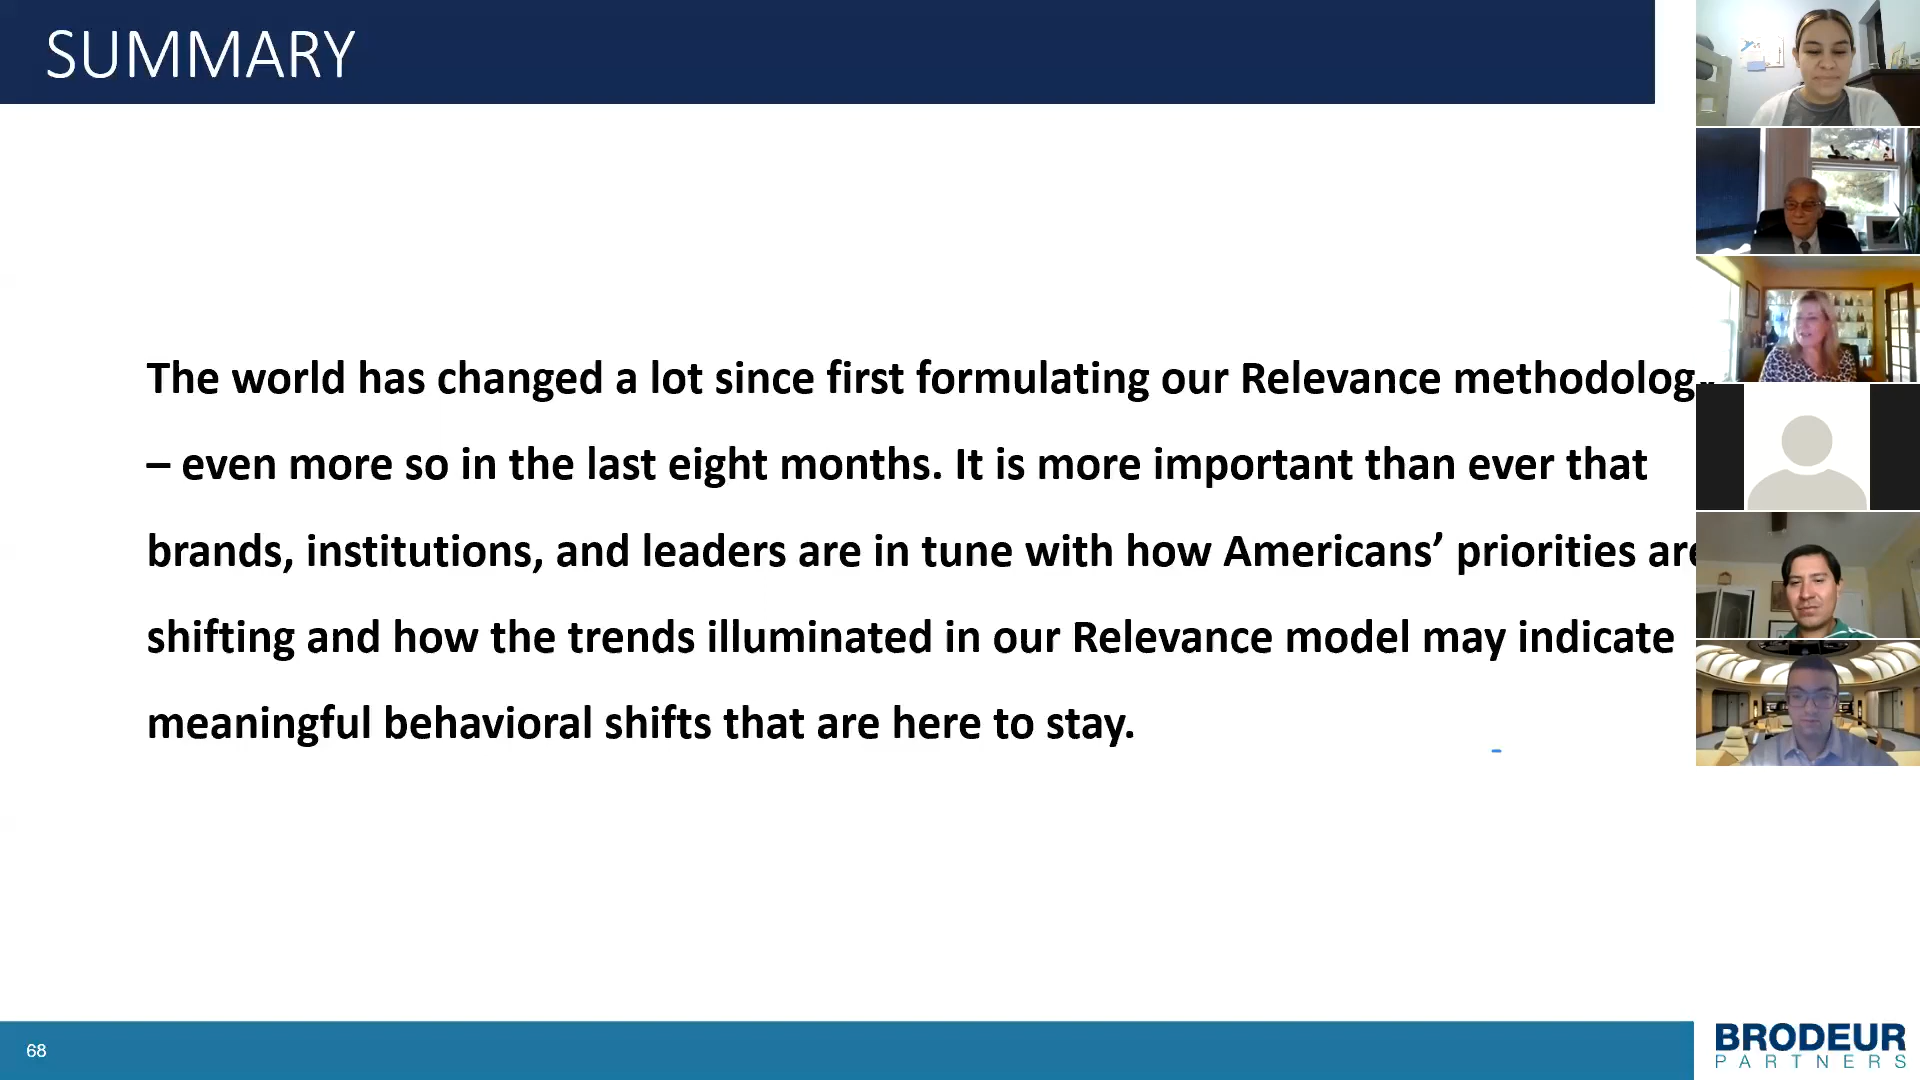 SUMMARY
The world has changed a lot since first formulating our Relevance methodolog
– even more so in the last eight months. It is more important than ever that
brands, institutions, and leaders are in tune with how Americans’ priorities are
shifting and how the trends illuminated in our Relevance model may indicate
meaningful behavioral shifts that are here to stay.
68
BRODEUR
PARTNERS